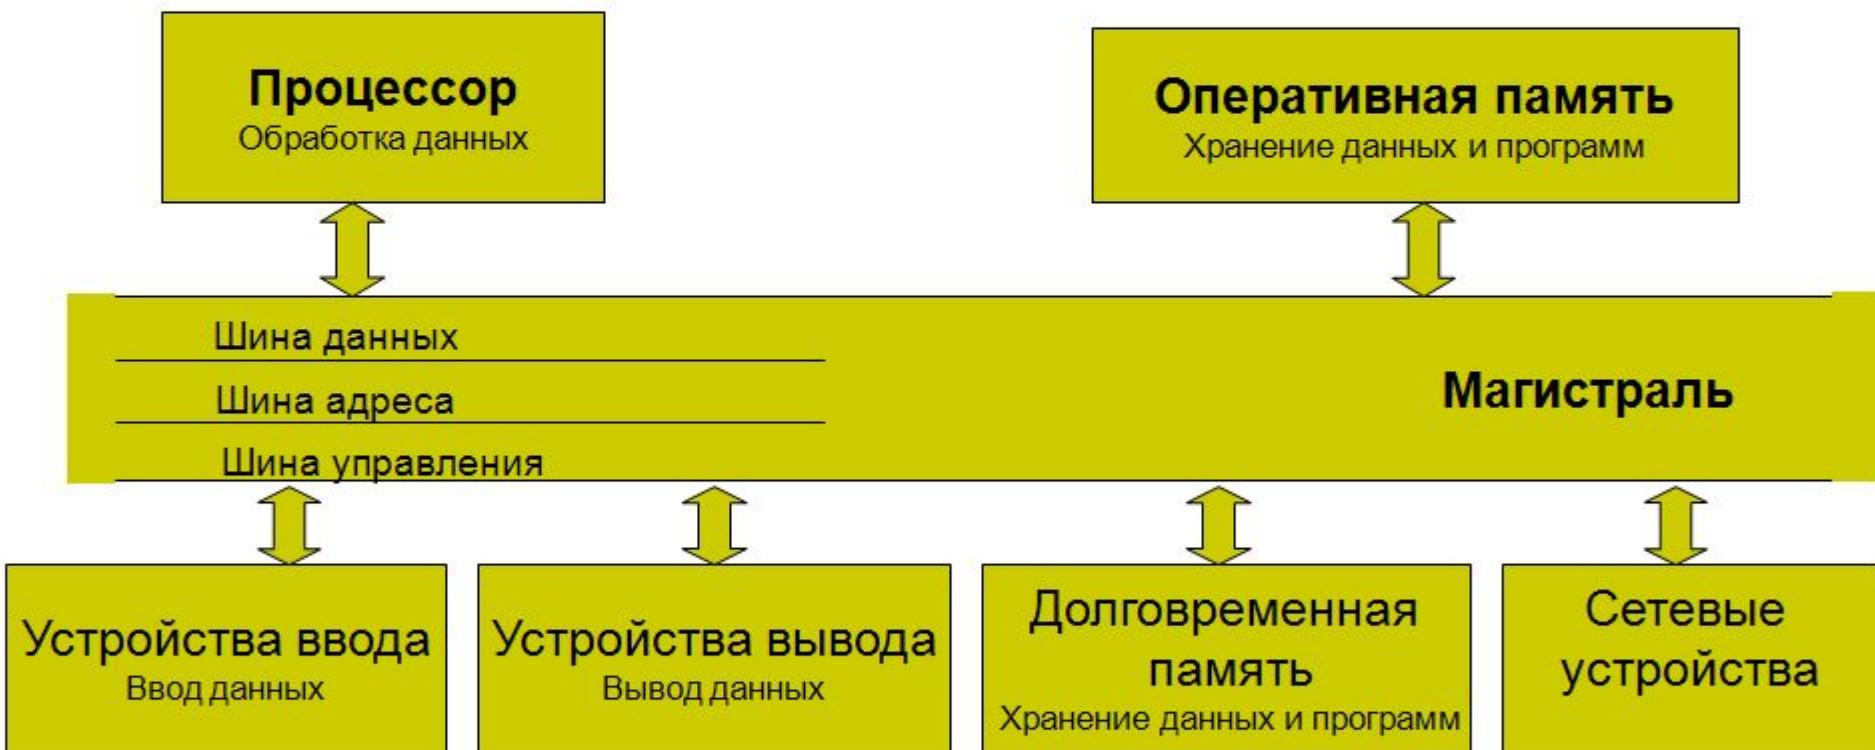 Процессор
Обработка данных
Оперативная память
Хранение данных и программ
Шина данных
Шина адреса
Шина управления
Магистраль
Устройства ввода
Ввод данных
Устройства вывода
Вывод данных
Долговременная
память
Хранение данных и программ
Сетевые
устройства